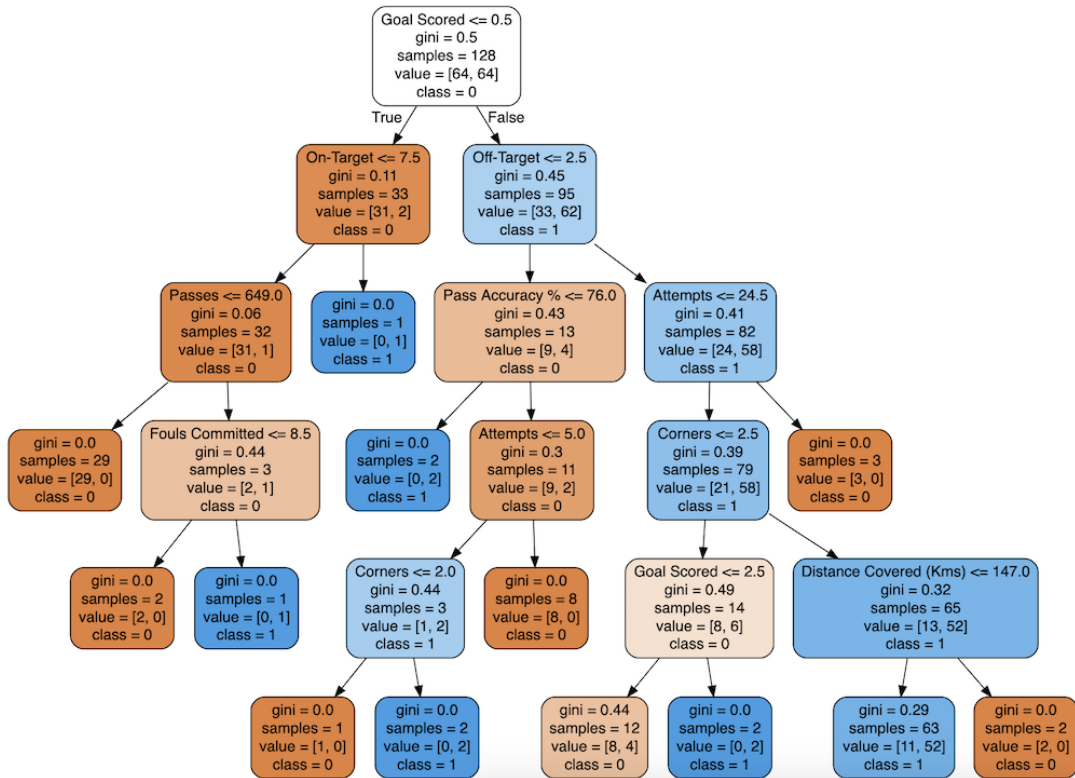 Goal Scored <= 0.5
gini = 0.5
samples = 128
value = [64, 64]
class = 0
True
False
On-Target <= 7.5
gini = 0.11
samples = 33
value = [31, 2]
class = 0
Off-Target <= 2.5
gini = 0.45
samples = 95
value = [33, 62]
class = 1
Passes <= 649.0
gini = 0.06
samples = 32
value = [31, 1]
class = 0
gini = 0.0
samples = 1
value = [0, 1]
class = 1
Pass Accuracy % <= 76.0
gini = 0.43
samples = 13
value = [9, 4]
class = 0
Attempts <= 24.5
gini = 0.41
samples = 82
value = [24, 58]
class = 1
gini = 0.0
samples = 29
value = [29, 0]
class = 0
Fouls Committed <= 8.5
gini = 0.44
samples = 3
value = [2, 1]
class = 0
gini = 0.0
samples = 2
value = [0, 2]
class = 1
Attempts <= 5.0
gini = 0.3
samples = 11
value = [9, 2]
class = 0
Corners <= 2.5
gini = 0.39
samples = 79
value = [21, 58]
class = 1
gini = 0.0
samples = 3
value = [3, 0]
class = 0
gini = 0.0
samples = 2
value = [2, 0]
class = 0
gini = 0.0
samples = 1
value = [0, 1]
class = 1
Corners <= 2.0
gini = 0.44
samples = 3
value = [1, 2]
class = 1
gini = 0.0
samples = 8
value = [8, 0]
class = 0
Goal Scored <= 2.5
gini = 0.49
samples = 14
value = [8, 6]
class = 0
Distance Covered (Kms) <= 147.0
gini = 0.32
samples = 65
value = [13, 52]
class = 1
gini = 0.0
samples = 1
value = [1, 0]
class = 0
gini = 0.0
samples = 2
value = [0, 2]
class = 1
gini = 0.44
samples = 12
value = [8, 4]
class = 0
gini = 0.0
samples = 2
value = [0, 2]
class = 1
gini = 0.29
samples = 63
value = [11, 52]
class = 1
gini = 0.0
samples = 2
value = [2, 0]
class = 0